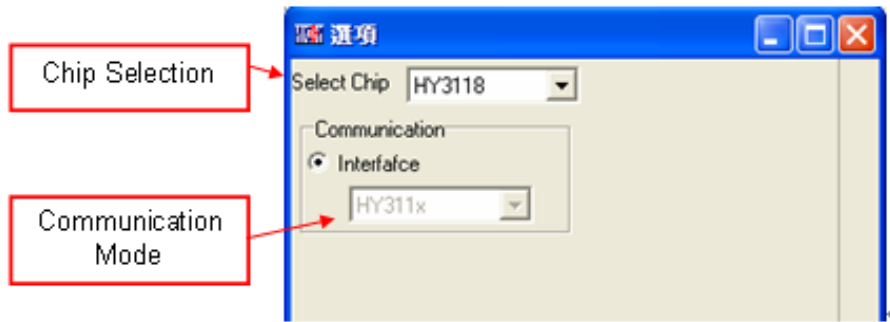 選項
Chip Selection
Select Chip
HY3118
Communication
Interfafce
HY311x
Communication
Mode